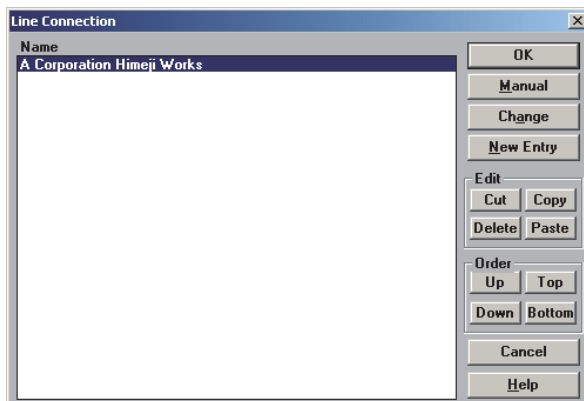 Line Connection
Name
A Corporation Himeji Works
OK
Manual
Change
New Entry
Edit
Cut Copy
Delete Paste
Order
Up Top
Down Bottom
Cancel
Help